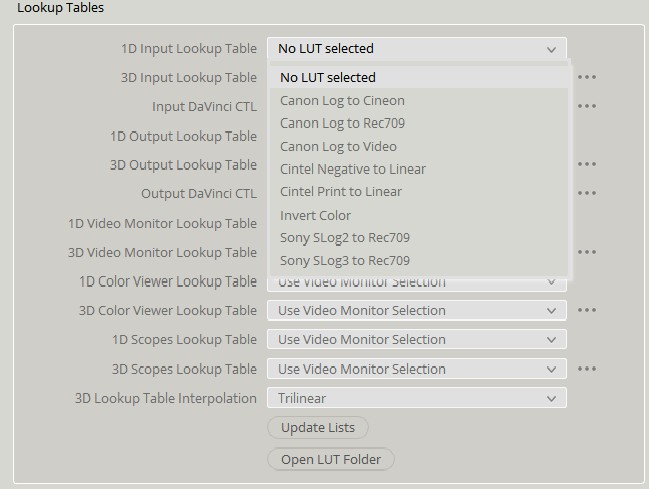 Lookup Tables
1D Input Lookup Table No LUT selected
3D Input Lookup Table No LUT selected
Input DaVinci CTL Canon Log to Cineon
Canon Log to Rec709
1D Output Lookup Table Canon Log to Video
3D Output Lookup Table Cintel Negative to Linear
Output DaVinci CTL Cintel Print to Linear
Invert Color
1D Video Monitor Lookup Table Sony SLog2 to Rec709
3D Video Monitor Lookup Table Sony SLog3 to Rec709
1D Color Viewer Lookup Table Use Video Monitor Selection
3D Color Viewer Lookup Table Use Video Monitor Selection
1D Scopes Lookup Table Use Video Monitor Selection
3D Scopes Lookup Table Use Video Monitor Selection
3D Lookup Table Interpolation Trilinear
Update Lists
Open LUT Folder